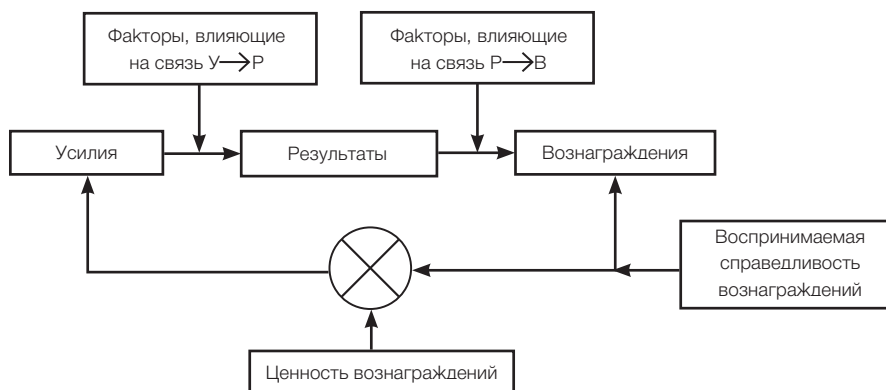 Факторы, влияющие
на связь У→Р
Факторы, влияющие
на связь Р→В
Усилия
Результаты
Вознаграждения
Воспринимаемая
справедливость
вознаграждений
Ценность вознаграждений